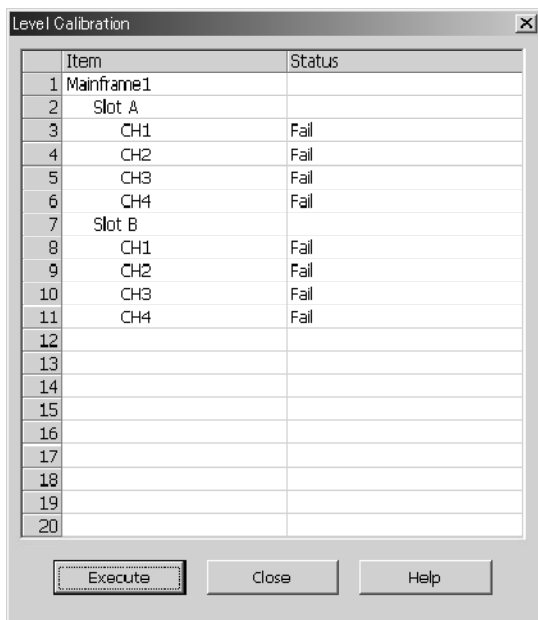 Level Calibration
Item Status
1 Mainframe1
2 Slot A
3 CH1 Fail
4 CH2 Fail
5 CH3 Fail
6 CH4 Fail
7 Slot B
8 CH1 Fail
9 CH2 Fail
10 CH3 Fail
11 CH4 Fail
12
13
14
15
16
17
18
19
20
Execute Close Help